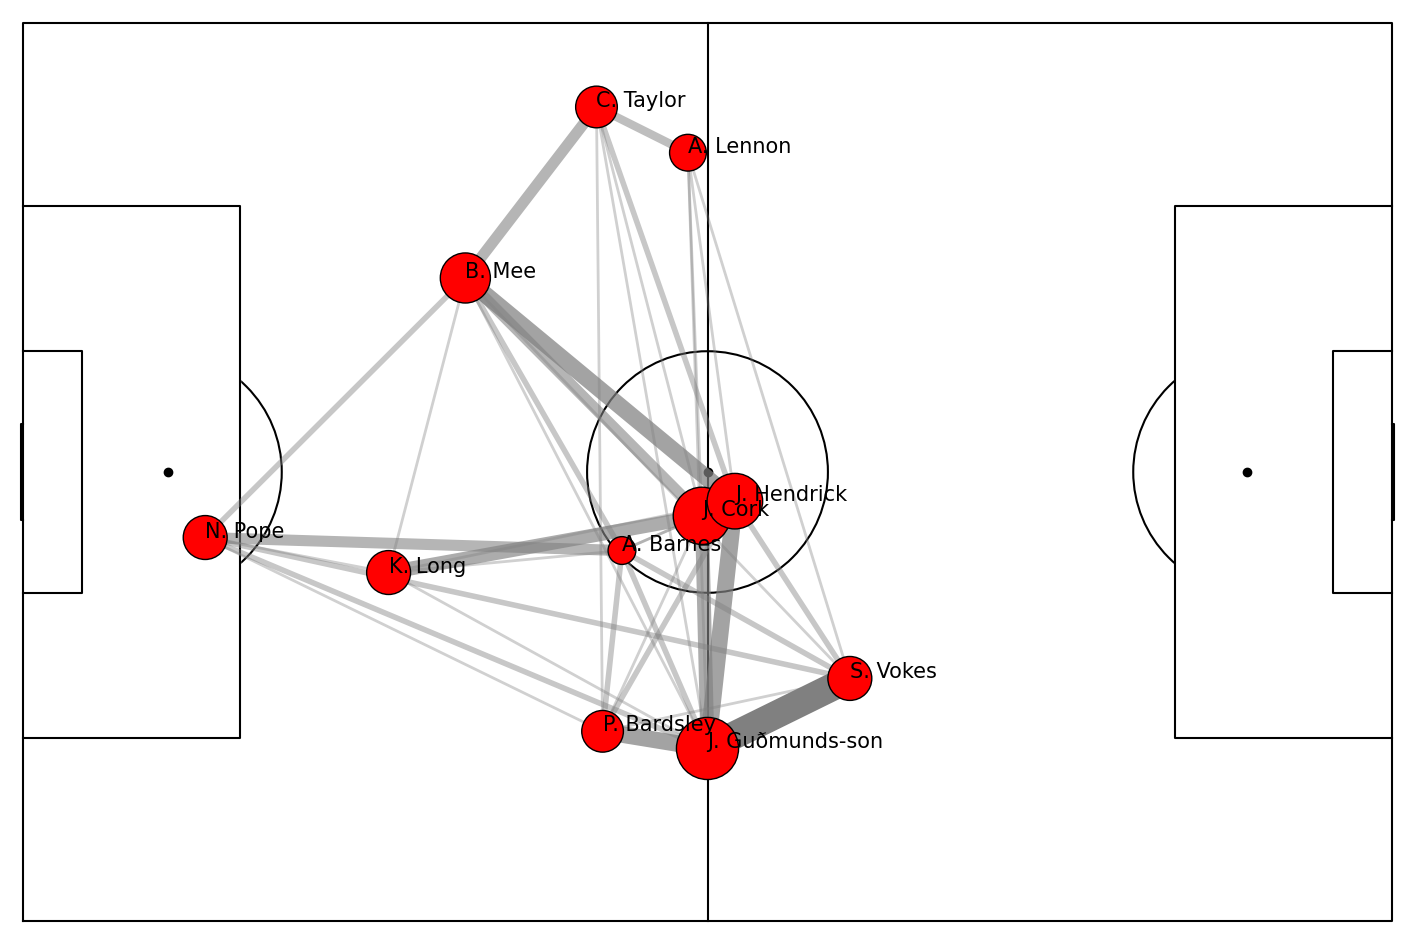 C. Taylor
A. Lennon
B. Mee
J. Hendrick
J. Cork
N. Pope
A. Barnes
K. Long
S. Vokes
P. Bardsley
J. Guðmunds-son